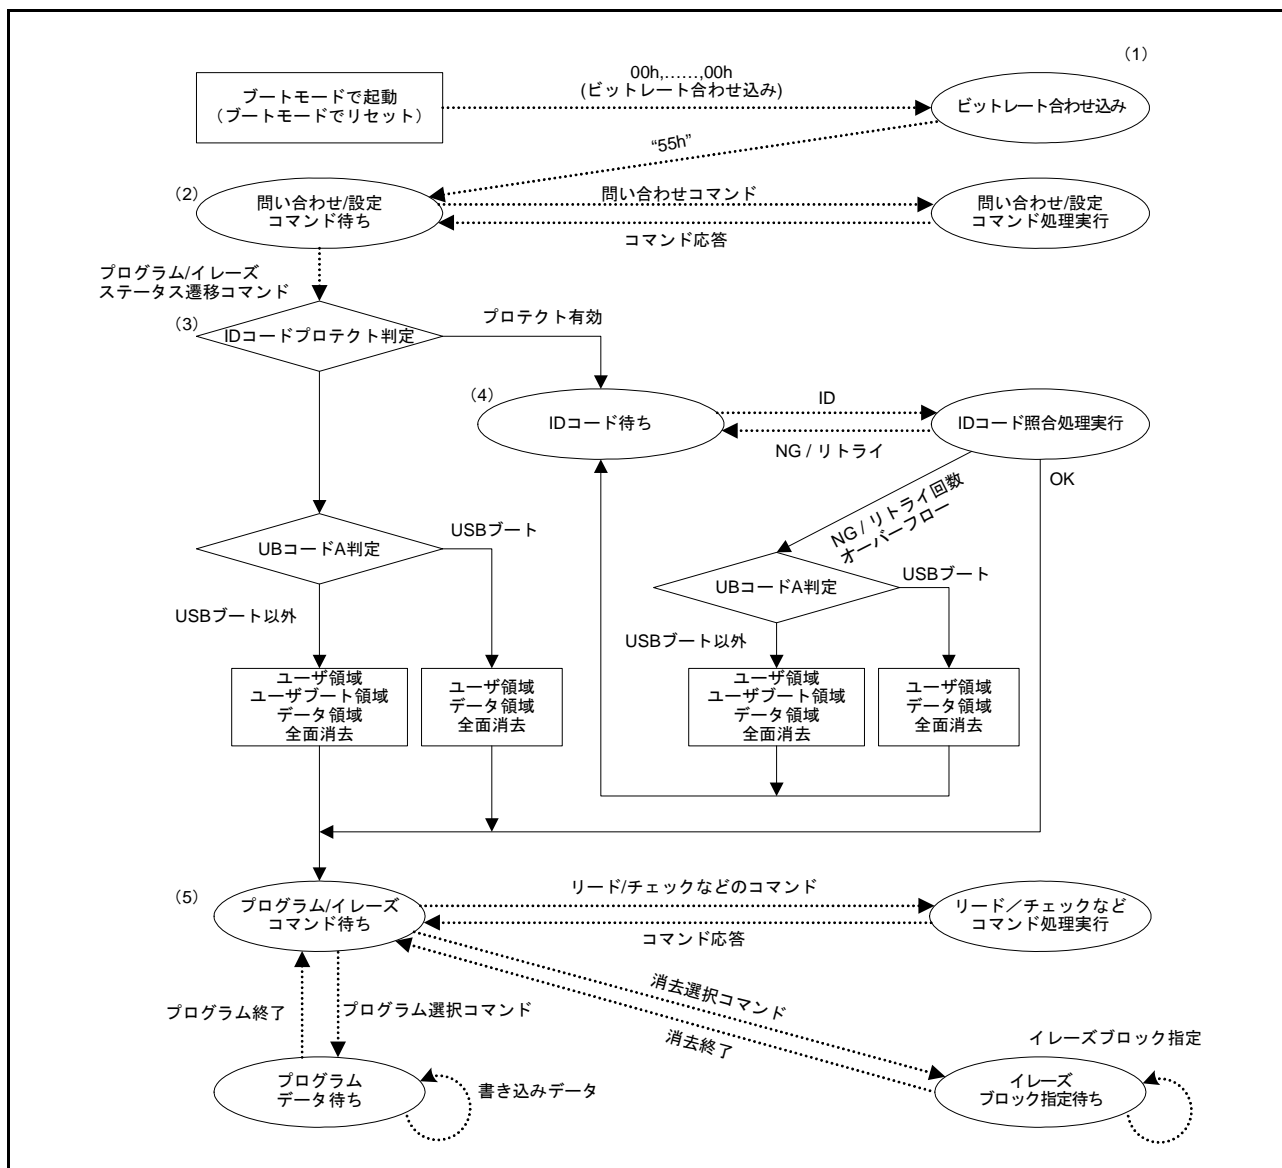 (1)
ブートモードで起動
(ブートモードでリセット)
00h,……,00h
(ビットレート合わせ込み)
ビットレート合わせ込み
“55h”
(2)
問い合わせ/設定
コマンド待ち
問い合わせコマンド
コマンド応答
問い合わせ/設定
コマンド処理実行
プログラム/イレーズ
ステータス遷移コマンド
(3)
IDコードプロテクト判定
プロテクト有効
(4)
IDコード待ち
ID
NG / リトライ
IDコード照合処理実行
OK
NG / リトライ回数
オーバーフロー
UBコードA判定
USBブート
USBブート以外
ユーザ領域
ユーザブート領域
データ領域
全面消去
ユーザ領域
データ領域
全面消去
UBコードA判定
USBブート
USBブート以外
ユーザ領域
ユーザブート領域
データ領域
全面消去
ユーザ領域
データ領域
全面消去
(5)
プログラム/イレーズ
コマンド待ち
リード/チェックなどのコマンド
コマンド応答
リード／チェックなど
コマンド処理実行
プログラム終了
プログラム選択コマンド
消去選択コマンド
消去終了
プログラム
データ待ち
書き込みデータ
イレーズブロック指定
イレーズ
ブロック指定待ち